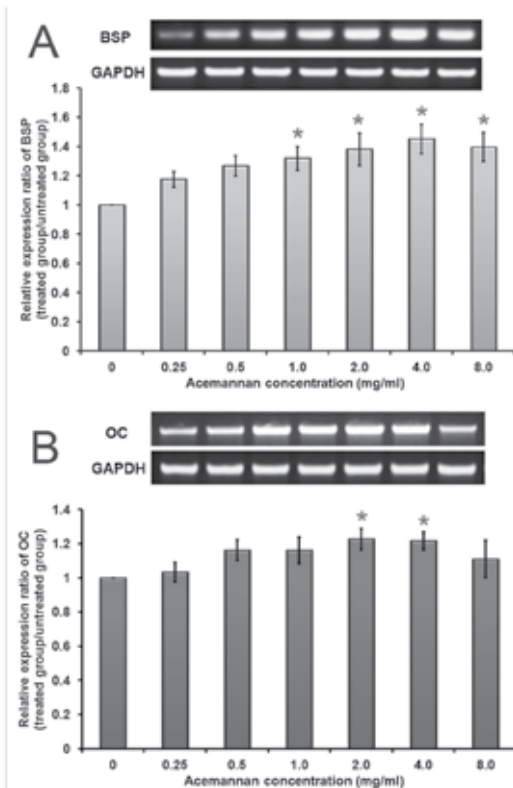 A
BSP
GAPDH
Relative expression ratio of BSP
(treated group/untreated group)
1.8
1.6
1.4
1.2
1
0.8
0.6
0.4
0.2
0
* * * *
0 0.25 0.5 1.0 2.0 4.0 8.0
Acemannan concentration (mg/ml)
B
OC
GAPDH
Relative expression ratio of OC
(treated group/untreated group)
1.4
1.2
1
0.8
0.6
0.4
0.2
0
* *
0 0.25 0.5 1.0 2.0 4.0 8.0
Acemannan concentration (mg/ml)